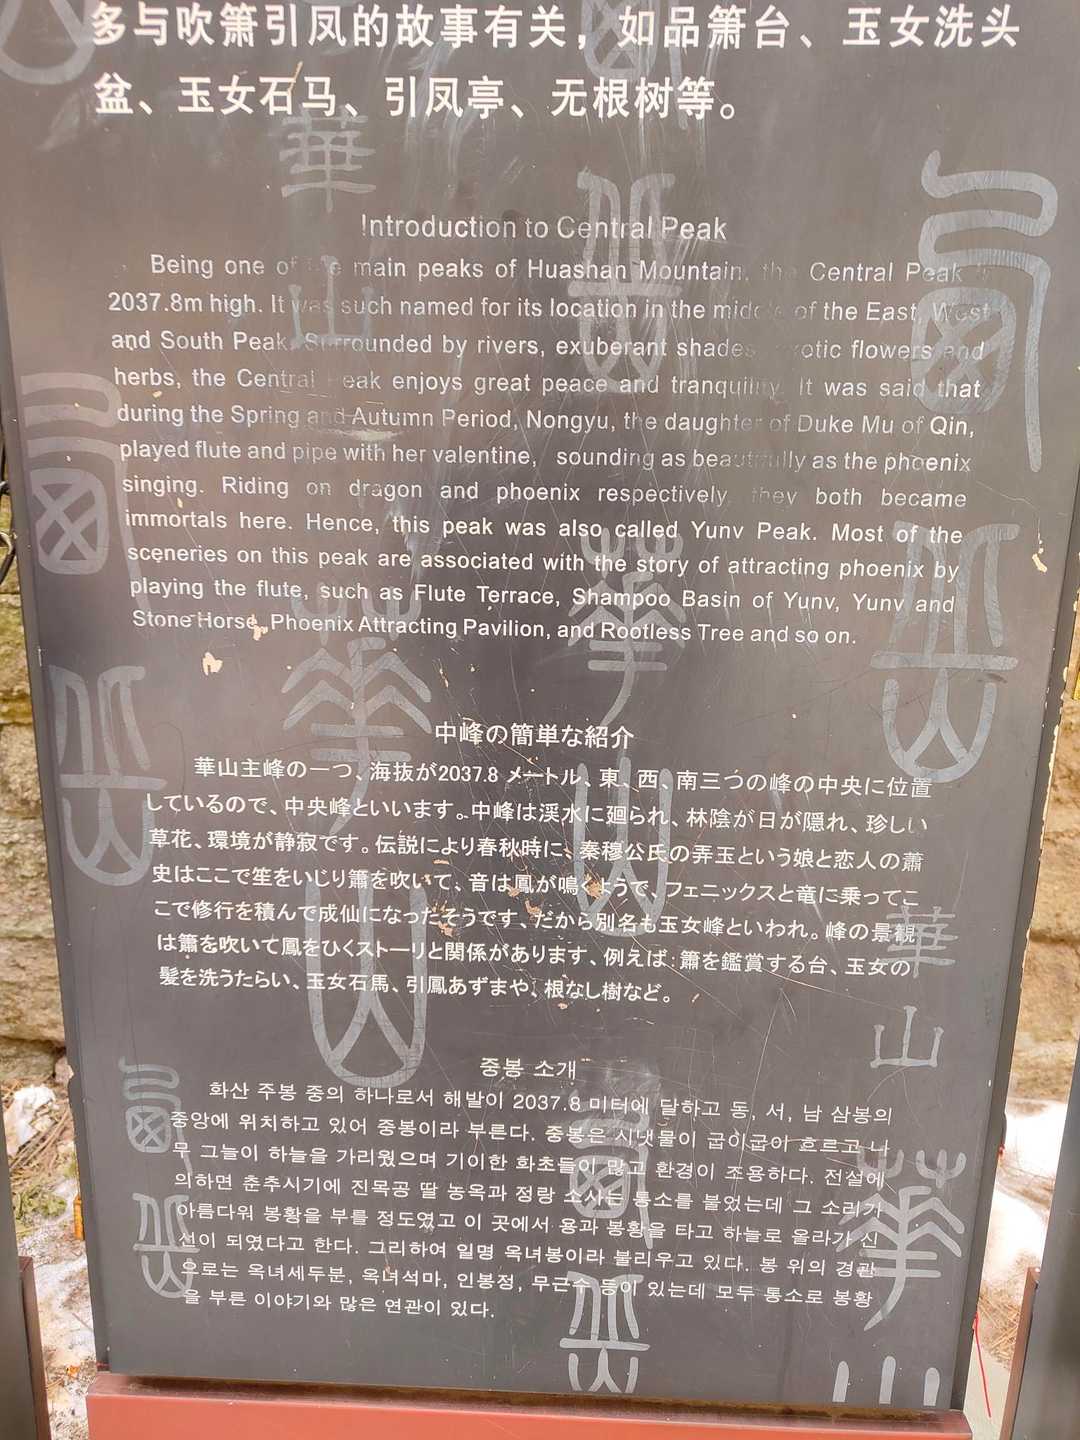 多与吹箫引凤的故事有关，如品箫台、玉女洗头
盆、玉女石马、引凤亭、无根树等。
Introduction to Central Peak
Being one of the main peaks of Huashan Mountain, the Central Peak
2037.8m high. It was such named for its location in the middle of the East, West
and South Peak. Surrounded by rivers, exuberant shades, exotic flowers and
herbs, the Central Peak enjoys great peace and tranquility. It was said that
during the Spring and Autumn Period, Nongyu, the daughter of Duke Mu of Qin,
played flute and pipe with her valentine, sounding as beautifully as the phoenix
singing. Riding on dragon and phoenix respectively, they both became
immortals here. Hence, this peak was also called Yunv Peak. Most of the
sceneries on this peak are associated with the story of attracting phoenix by
playing the flute, such as Flute Terrace, Shampoo Basin of Yunv, Yunv and
Stone Horse, Phoenix Attracting Pavilion, and Rootless Tree and so on.
中峰の簡単な紹介
華山主峰の一つ、海抜が2037.8 メートル、東、西、南三つの峰の中央に位置
しているので、中央峰といいます。中峰は渓水に廻られ、林陰が日が隠れ、珍しい
草花、環境が静寂です。伝説により春秋時に、秦穆公氏の弄玉という娘と恋人の蕭
史はここで笙をいじり簫を吹いて、音は鳳が鳴くようで、フェニックスと竜に乗ってこ
こで修行を積んで成仙になったそうです、だから別名も玉女峰といわれ。峰の景観
は簫を吹いて鳳をひくストーリと関係があります、例えば：簫を鑑賞する台、玉女の
髪を洗うたらい、玉女石馬、引鳳あずまや、根なし樹など。
중봉 소개
화산 주봉 중의 하나로서 해발이 2037.8 미터에 달하고 동, 서, 남 삼봉의
중앙에 위치하고 있어 중봉이라 부른다. 중봉은 시냇물이 굽이굽이 흐르고 나
무 그늘이 하늘을 가리웠으며 기이한 화초들이 많고 환경이 조용하다. 전설에
의하면 춘추시기에 진목공 딸 농옥과 정랑 소사는 통소를 불었는데 그 소리가
아름다워 봉황을 부를 정도였고 이 곳에서 용과 봉황을 타고 하늘로 올라가 신
선이 되였다고 한다. 그리하여 일명 옥녀봉이라 불리우고 있다. 봉 위의 경관
으로는 옥녀세두분, 옥녀석마, 인봉정, 무근수 등이 있는데 모두 통소로 봉황
을 부른 이야기와 많은 연관이 있다.
華
山
華
山
華
華
華
山